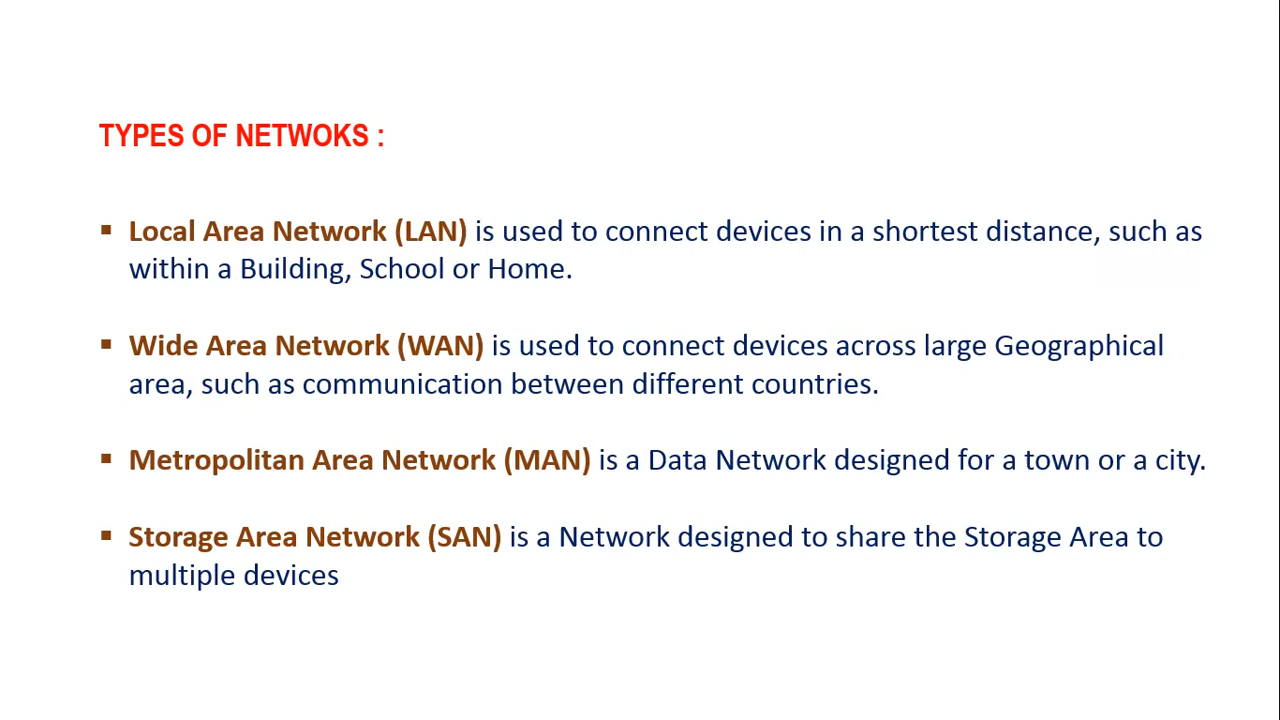 TYPES OF NETWOKS :
▪ Local Area Network (LAN) is used to connect devices in a shortest distance, such as
within a Building, School or Home.
▪ Wide Area Network (WAN) is used to connect devices across large Geographical
area, such as communication between different countries.
▪ Metropolitan Area Network (MAN) is a Data Network designed for a town or a city.
▪ Storage Area Network (SAN) is a Network designed to share the Storage Area to
multiple devices